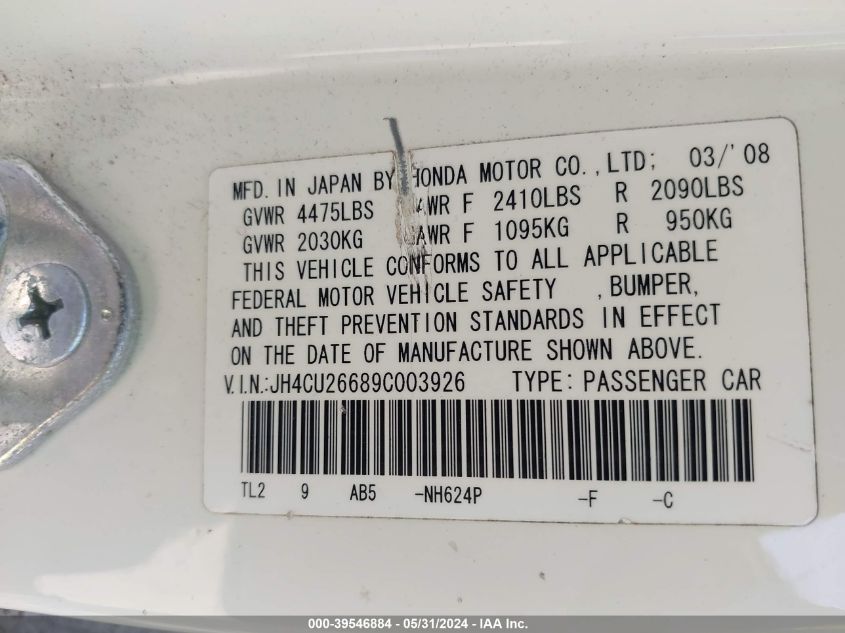 MFD. IN JAPAN BY HONDA MOTOR CO.,LTD; 03/'08
GVWR 4475LBS GAWR F 2410LBS R 2090LBS
GVWR 2030KG GAWR F 1095KG R 950KG
THIS VEHICLE CONFORMS TO ALL APPLICABLE
FEDERAL MOTOR VEHICLE SAFETY , BUMPER,
AND THEFT PREVENTION STANDARDS IN EFFECT
ON THE DATE OF MANUFACTURE SHOWN ABOVE.
V.I.N.:JH4CU26689C003926 TYPE: PASSENGER CAR
TL2 9 AB5 -NH624P -F -C
000-39546884 - 05/31/2024 - IAA Inc.